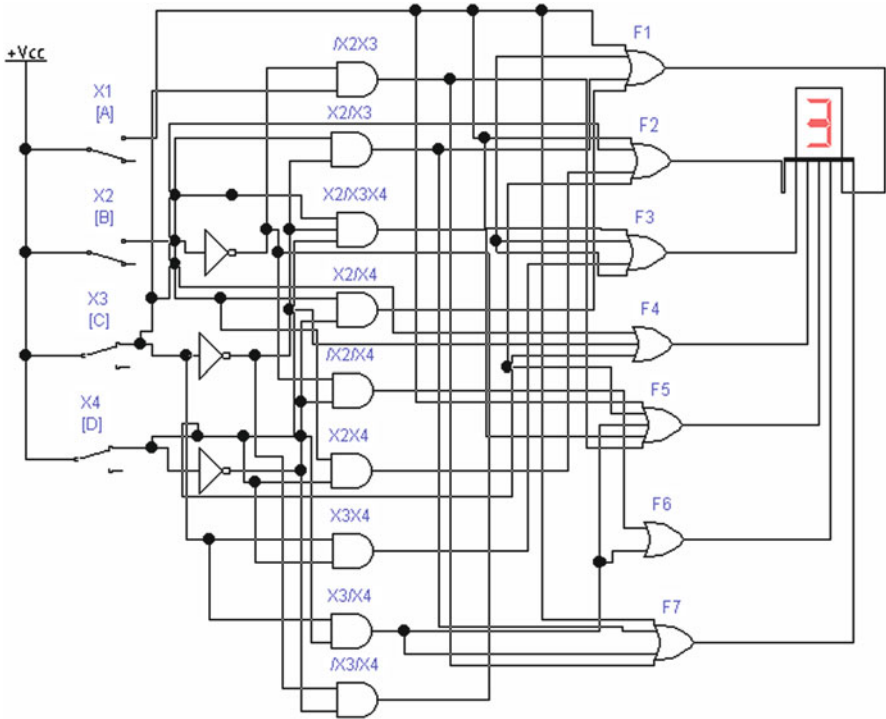 +Vcc
X1
[A]
X2
[B]
X3
[C]
X4
[D]
/X2X3
X2/X3
X2/X3X4
X2/X4
/X2/X4
X2X4
X3X4
X3/X4
/X3/X4
F1
F2
F3
F4
F5
F6
F7
3